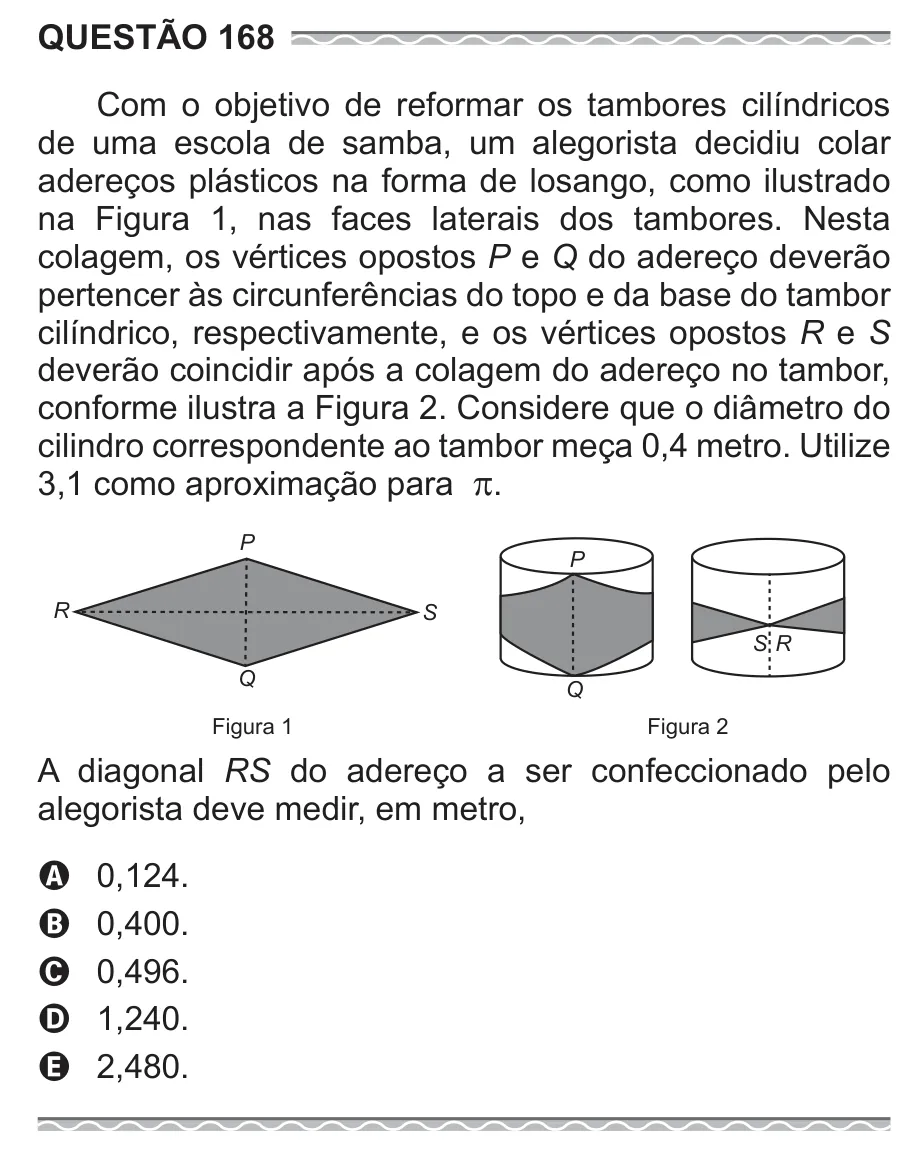 QUESTÃO 168
Com o objetivo de reformar os tambores cilíndricos
de uma escola de samba, um alegorista decidiu colar
adereços plásticos na forma de losango, como ilustrado
na Figura 1, nas faces laterais dos tambores. Nesta
colagem, os vértices opostos P e Q do adereço deverão
pertencer às circunferências do topo e da base do tambor
cilíndrico, respectivamente, e os vértices opostos R e S
deverão coincidir após a colagem do adereço no tambor,
conforme ilustra a Figura 2. Considere que o diâmetro do
cilindro correspondente ao tambor meça 0,4 metro. Utilize
3,1 como aproximação para π.
P
R
S
Q
Figura 1
P
Q
S R
Figura 2
A diagonal RS do adereço a ser confeccionado pelo
alegorista deve medir, em metro,
A 0,124.
B 0,400.
C 0,496.
D 1,240.
E 2,480.